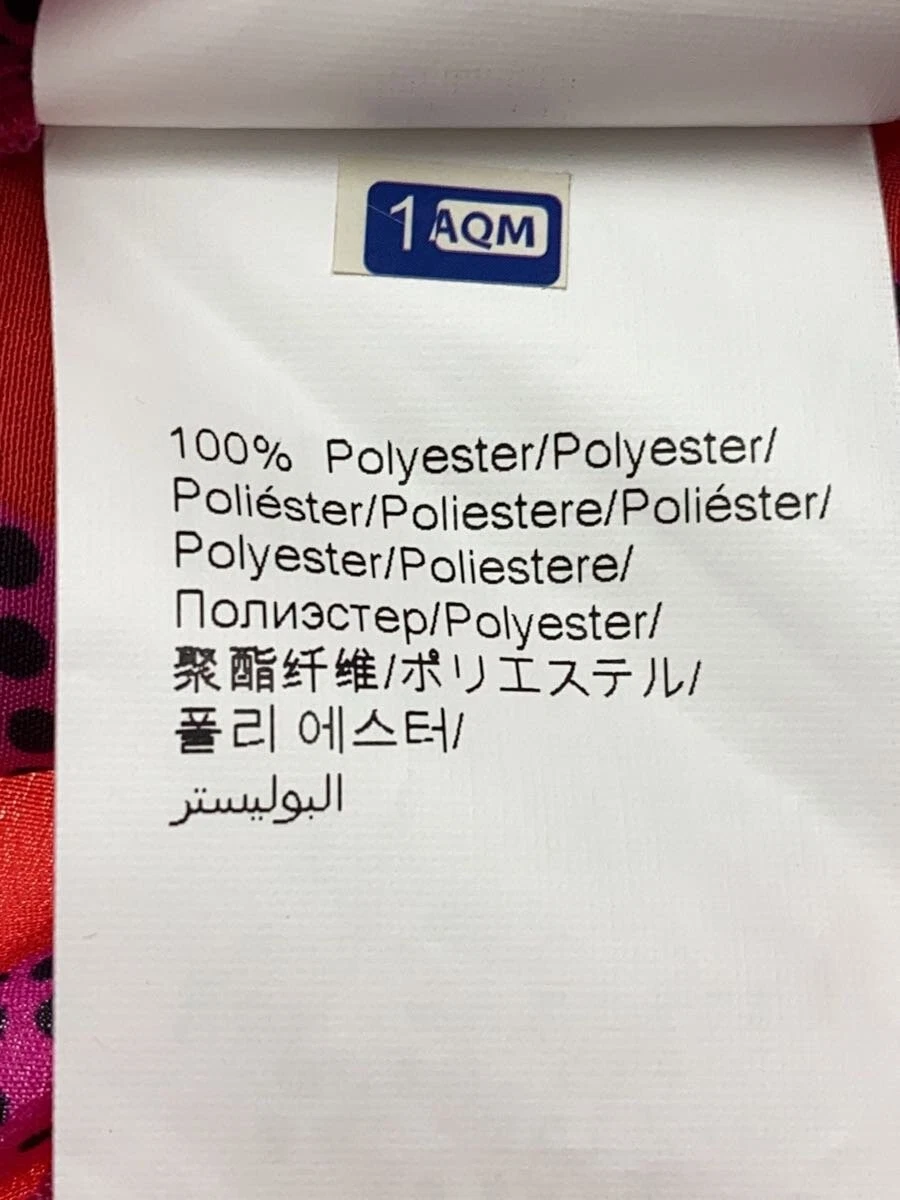 1 AQM
100% Polyester/Polyester/
Poliéster/Poliestere/Poliéster/
Polyester/Poliestere/
Полиэстер/Polyester/
聚酯纤维/ポリエステル/
폴리 에스터/
البوليستر